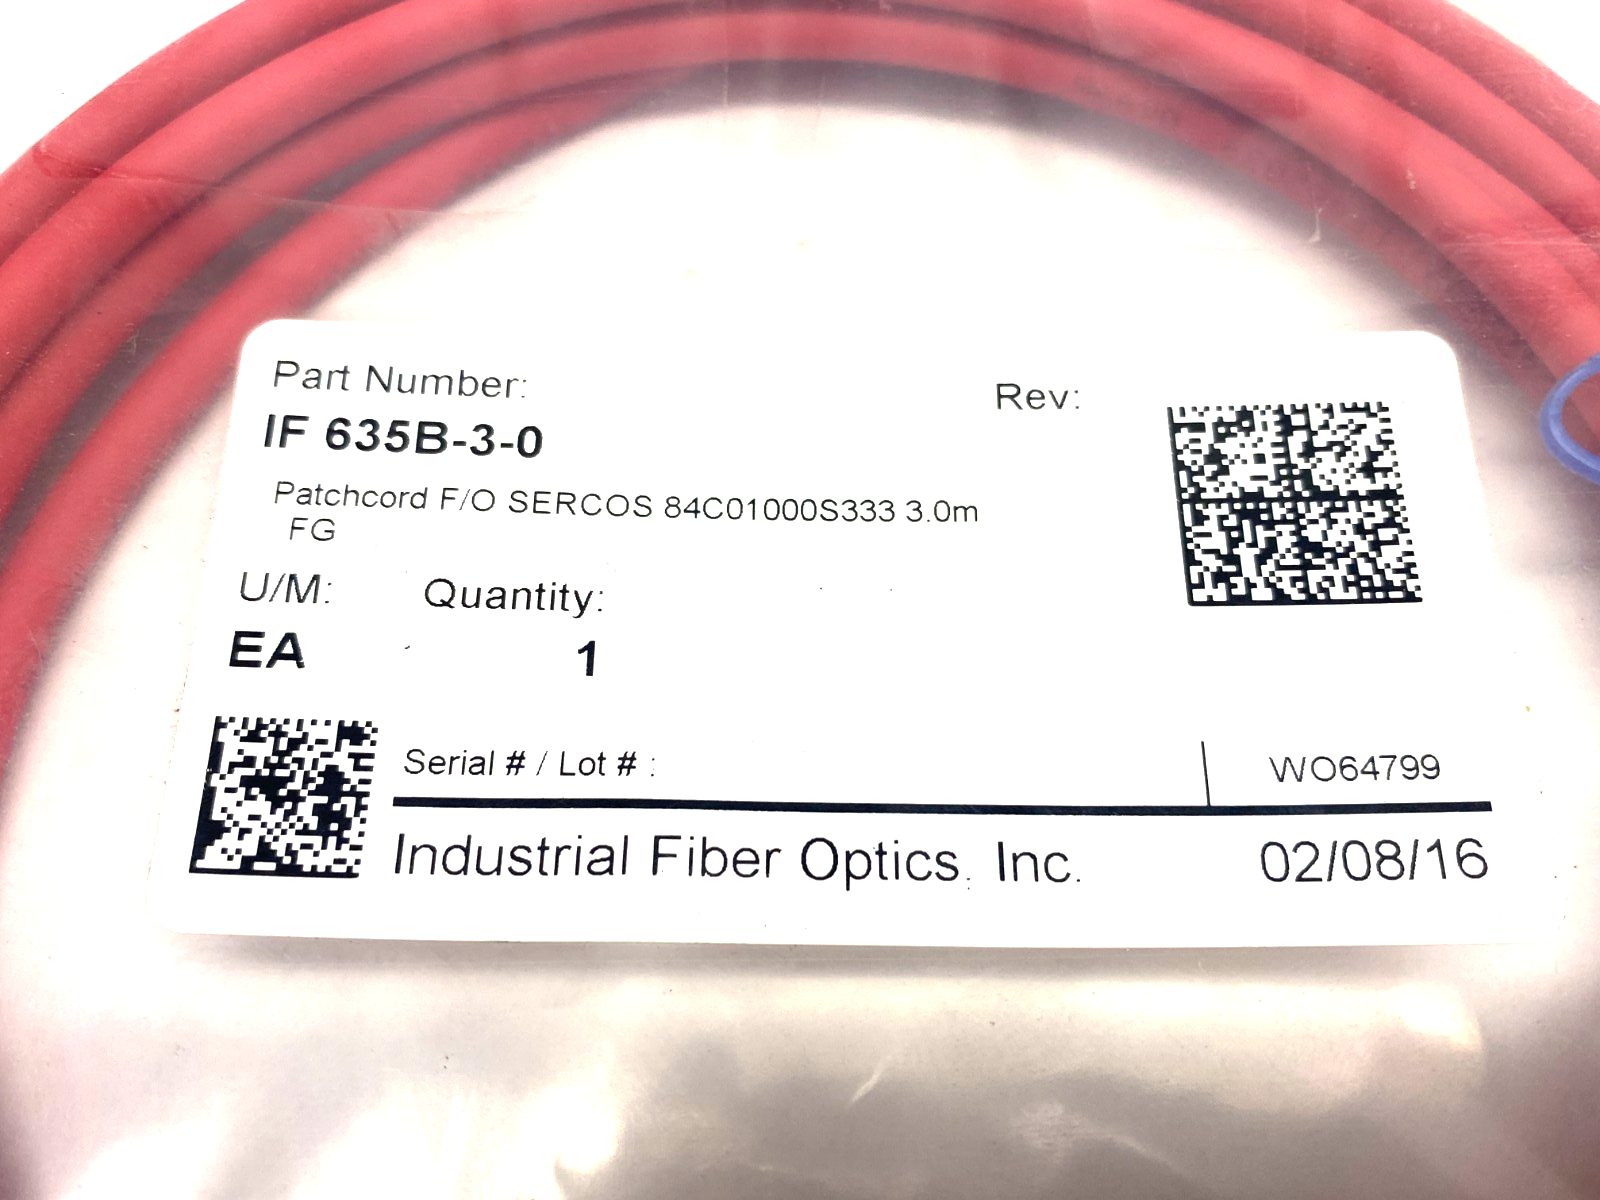 Part Number:
Rev:
IF 635B-3-0
Patchcord F/O SERCOS 84C01000S333 3.0m
FG
U/M: Quantity:
EA 1
Serial # / Lot # :
WO64799
Industrial Fiber Optics, Inc. 02/08/16